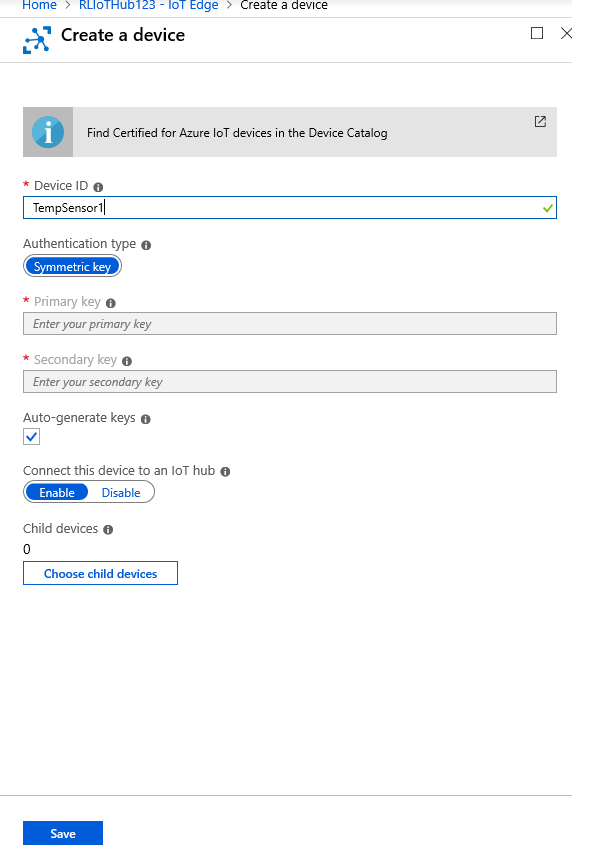 Home > RLIoTHub123 - IoT Edge > Create a device
Create a device
Find Certified for Azure IoT devices in the Device Catalog
* Device ID
TempSensor1
Authentication type
Symmetric key
* Primary key
Enter your primary key
* Secondary key
Enter your secondary key
Auto-generate keys
Connect this device to an IoT hub
Enable Disable
Child devices
0
Choose child devices
Save